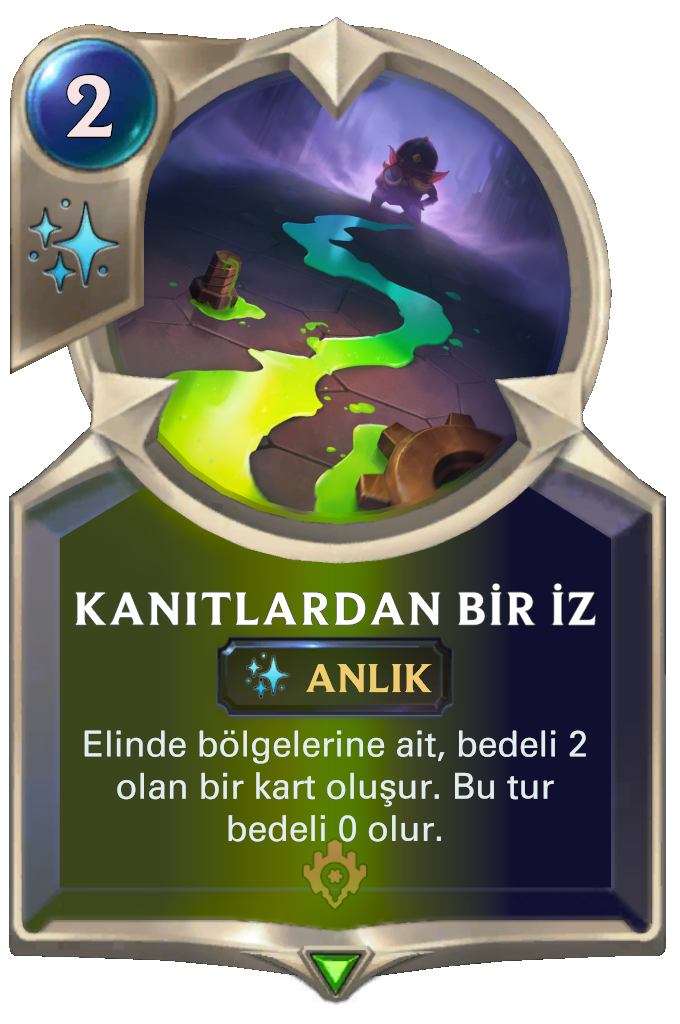 2
KANITLARDAN BİR İZ
ANLIK
Elinde bölgelerine ait, bedeli 2
olan bir kart oluşur. Bu tur
bedeli 0 olur.